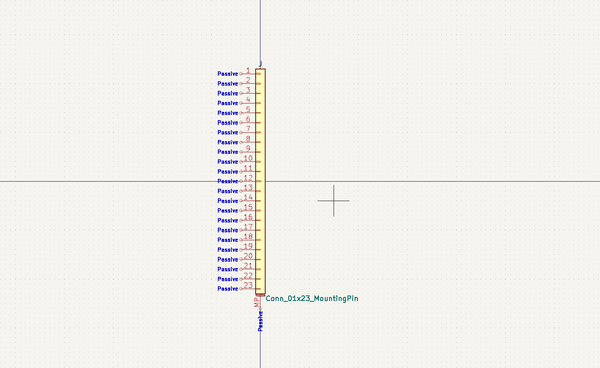 J
Passive 1
Passive 2
Passive 3
Passive 4
Passive 5
Passive 6
Passive 7
Passive 8
Passive 9
Passive 10
Passive 11
Passive 12
Passive 13
Passive 14
Passive 15
Passive 16
Passive 17
Passive 18
Passive 19
Passive 20
Passive 21
Passive 22
Passive 23
MP
Conn_01x23_MountingPin
Passive